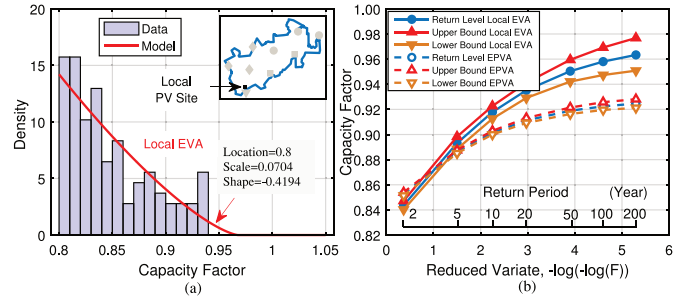 Data
Model
Local
PV Site
Local EVA
Location=0.8
Scale=0.0704
Shape=-0.4194
Density
20
15
10
5
0
0.8 0.85 0.9 0.95 1 1.05
Capacity Factor
(a)
Return Level Local EVA
Upper Bound Local EVA
Lower Bound Local EVA
Return Level EPVA
Upper Bound EPVA
Lower Bound EPVA
Capacity Factor
1.00
0.98
0.96
0.94
0.92
0.90
0.88
0.86
0.84
0.82
Return Period (Year)
2 5 10 20 50 100 200
0 1 2 3 4 5 6
Reduced Variate, -log(-log(F))
(b)